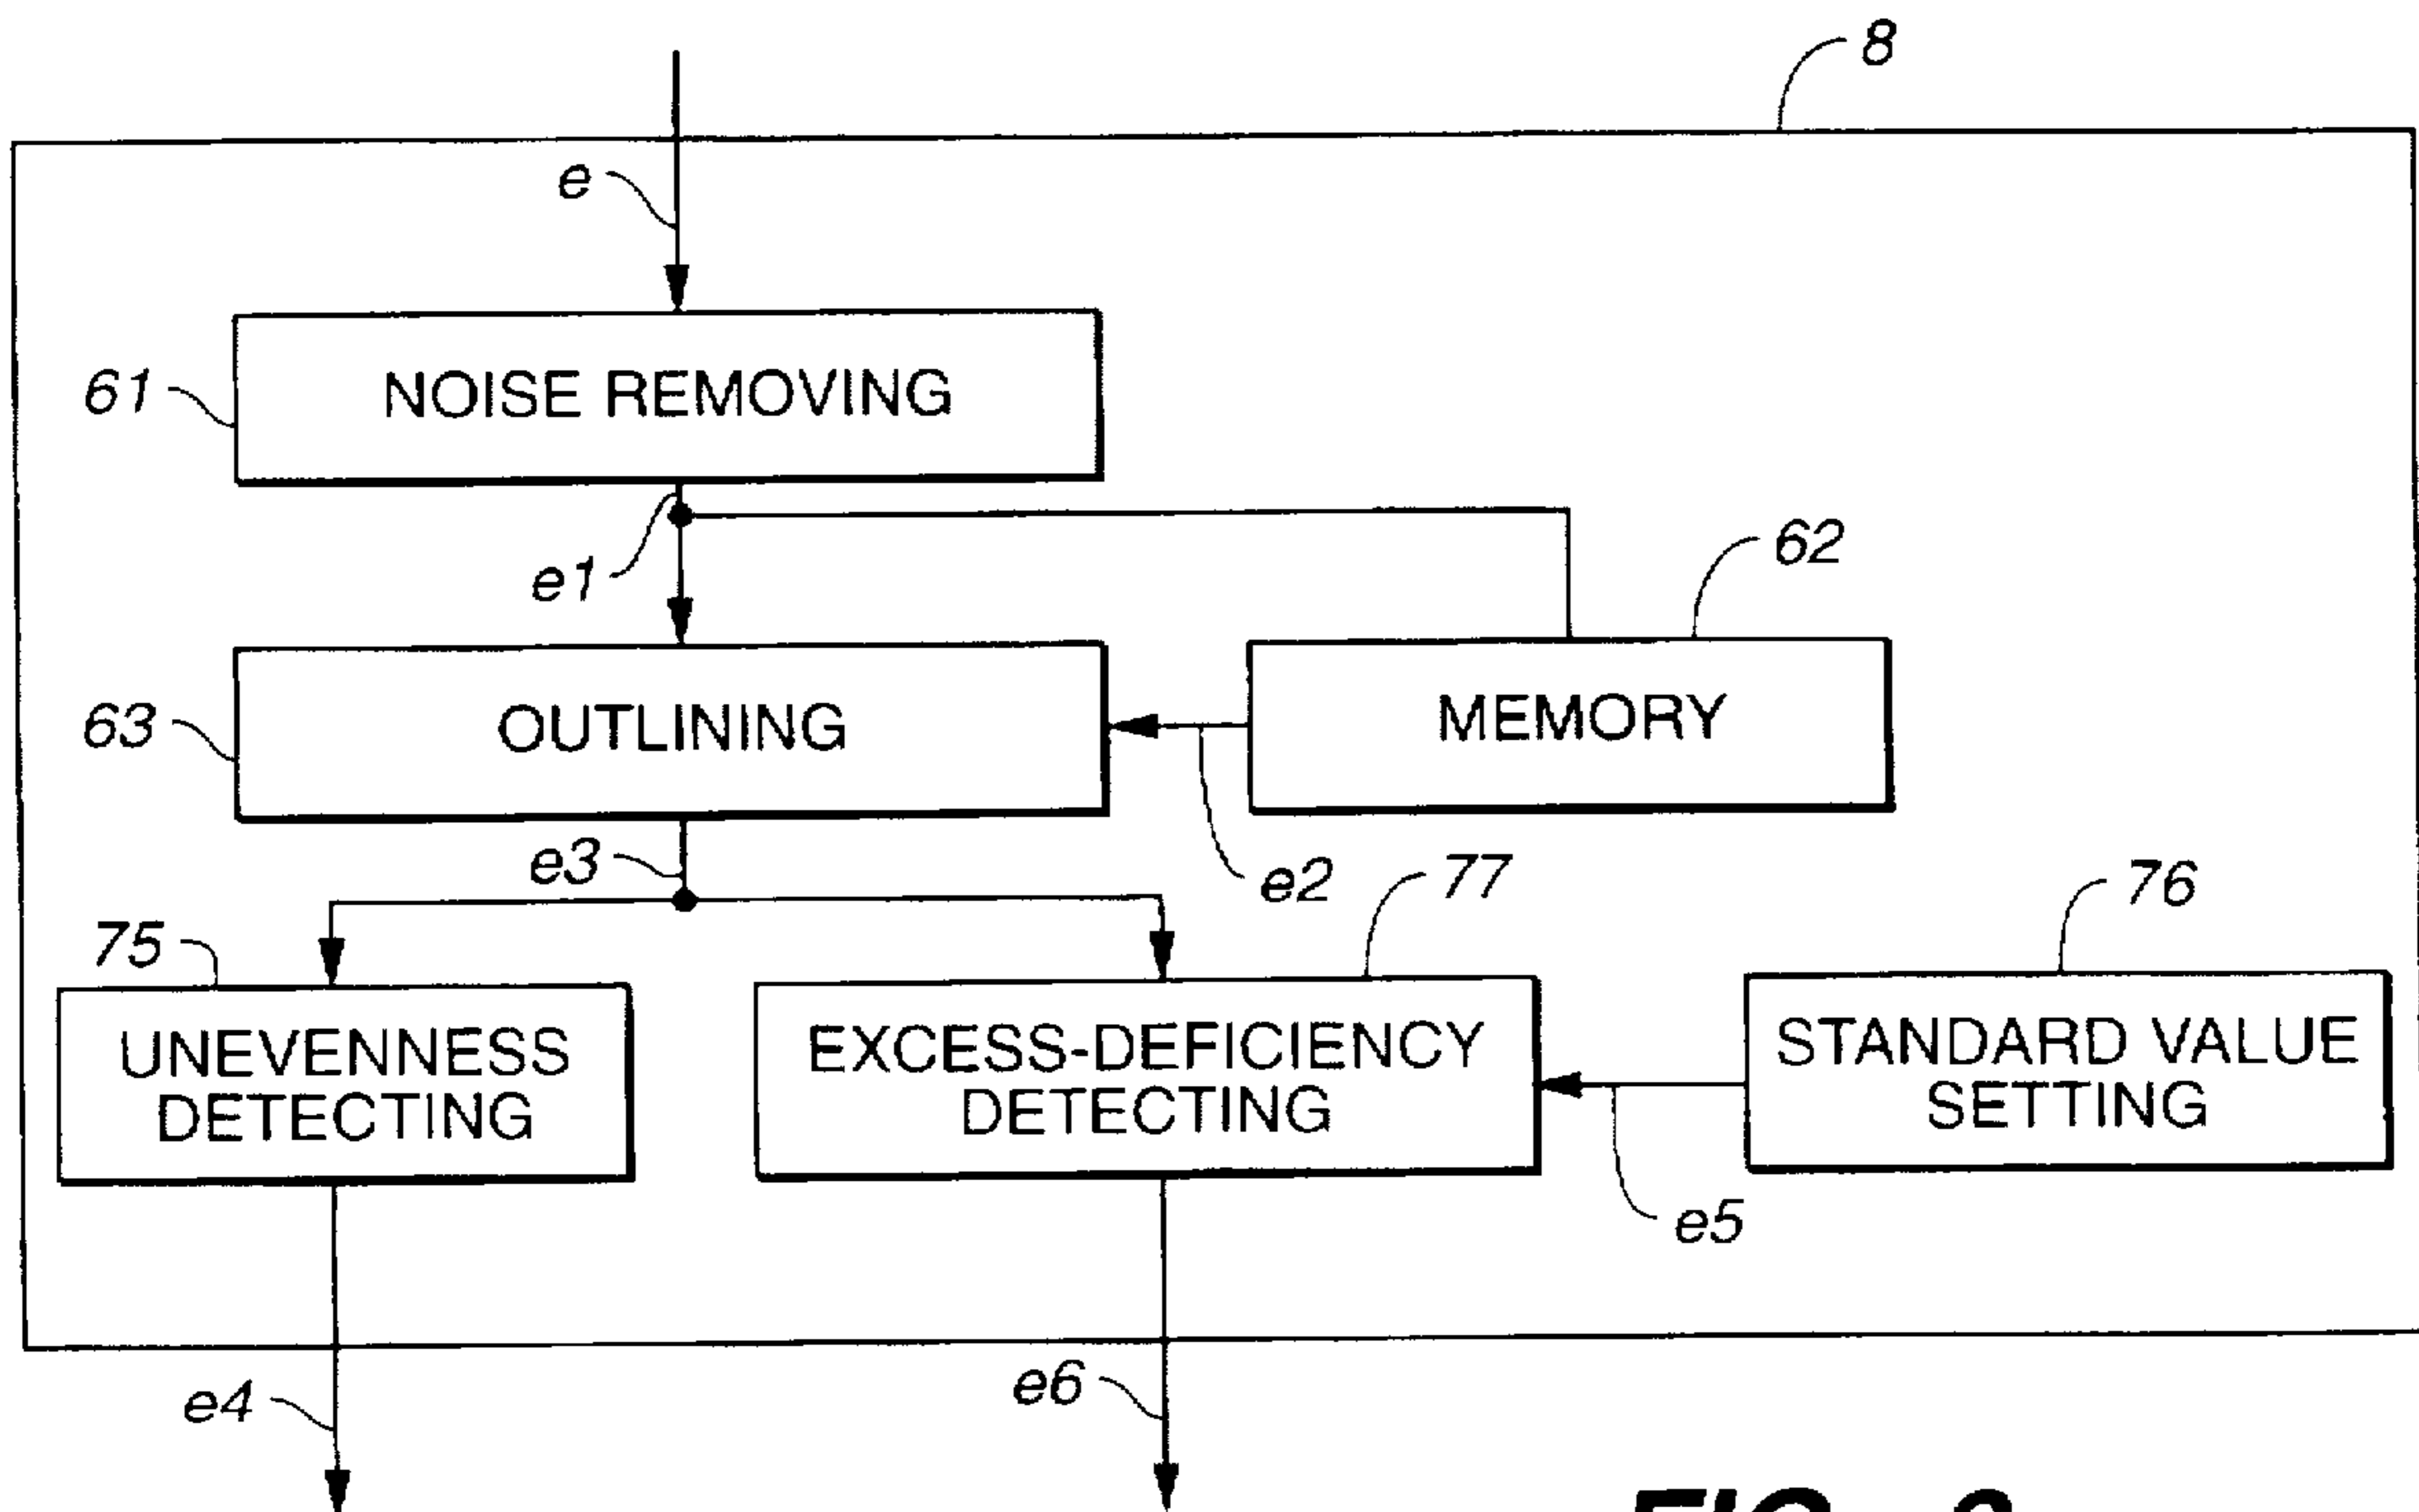 8
e
61
NOISE REMOVING
e1
62
63
OUTLINING
MEMORY
e3
e2
77
76
75
UNEVENNESS
DETECTING
EXCESS-DEFICIENCY
DETECTING
STANDARD VALUE
SETTING
e5
e4
e6